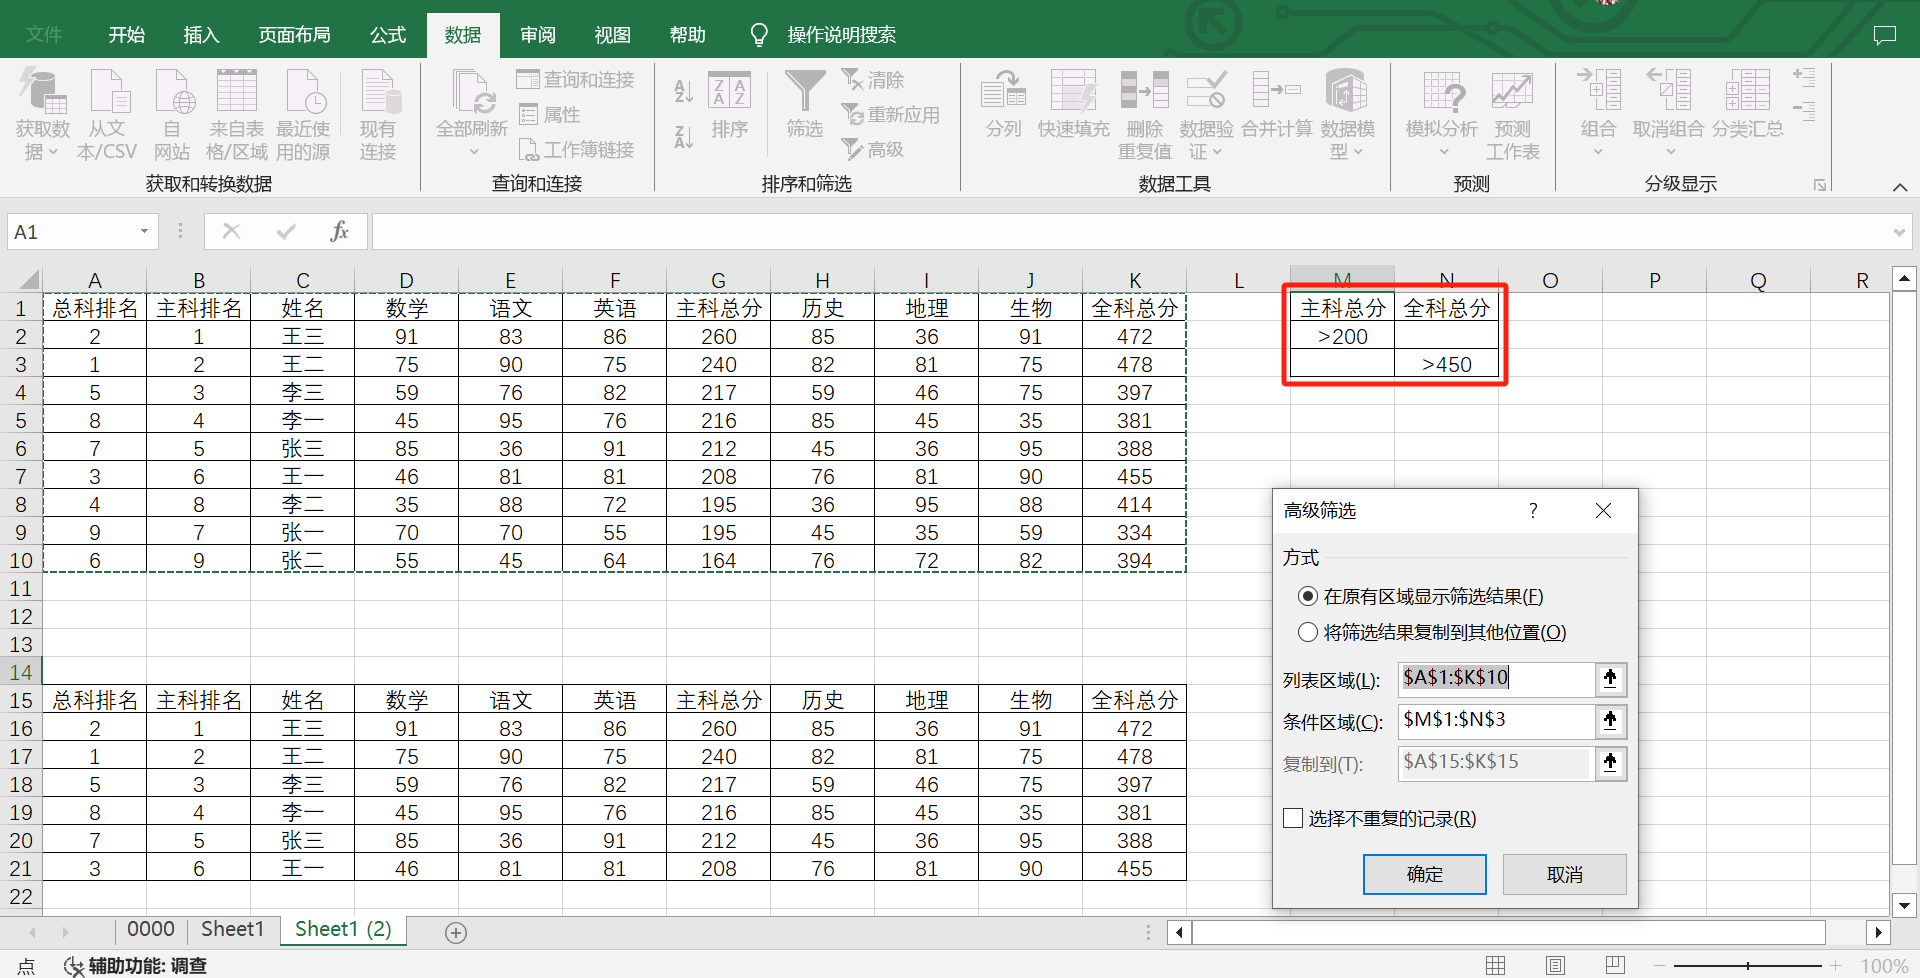 文件 开始 插入 页面布局 公式 数据 审阅 视图 帮助 操作说明搜索
获取数据 从文本/CSV 自网站 来自表格/区域 最近使用的源 现有连接
获取和转换数据
全部刷新 查询和连接 属性 工作簿链接
查询和连接
排序 筛选 清除 重新应用 高级
排序和筛选
分列 快速填充 删除重复值 数据验证 合并计算 数据模型
数据工具
模拟分析 预测工作表
预测
组合 取消组合 分类汇总
分级显示
A1 fx
A B C D E F G H I J K L M N O P Q R
1 总科排名 主科排名 姓名 数学 语文 英语 主科总分 历史 地理 生物 全科总分 主科总分 全科总分
2 2 1 王三 91 83 86 260 85 36 91 472 >200
3 1 2 王二 75 90 75 240 82 81 75 478 >450
4 5 3 李三 59 76 82 217 59 46 75 397
5 8 4 李一 45 95 76 216 85 45 35 381
6 7 5 张三 85 36 91 212 45 36 95 388
7 3 6 王一 46 81 81 208 76 81 90 455
8 4 8 李二 35 88 72 195 36 95 88 414
9 9 7 张一 70 70 55 195 45 35 59 334
10 6 9 张二 55 45 64 164 76 72 82 394
11
12
13
14
15 总科排名 主科排名 姓名 数学 语文 英语 主科总分 历史 地理 生物 全科总分
16 2 1 王三 91 83 86 260 85 36 91 472
17 1 2 王二 75 90 75 240 82 81 75 478
18 5 3 李三 59 76 82 217 59 46 75 397
19 8 4 李一 45 95 76 216 85 45 35 381
20 7 5 张三 85 36 91 212 45 36 95 388
21 3 6 王一 46 81 81 208 76 81 90 455
22
高级筛选 ?
方式
在原有区域显示筛选结果(F)
将筛选结果复制到其他位置(O)
列表区域(L): $A$1:$K$10
条件区域(C): $M$1:$N$3
复制到(T): $A$15:$K$15
选择不重复的记录(R)
确定 取消
0000 Sheet1 Sheet1 (2)
点 辅助功能: 调查 100%